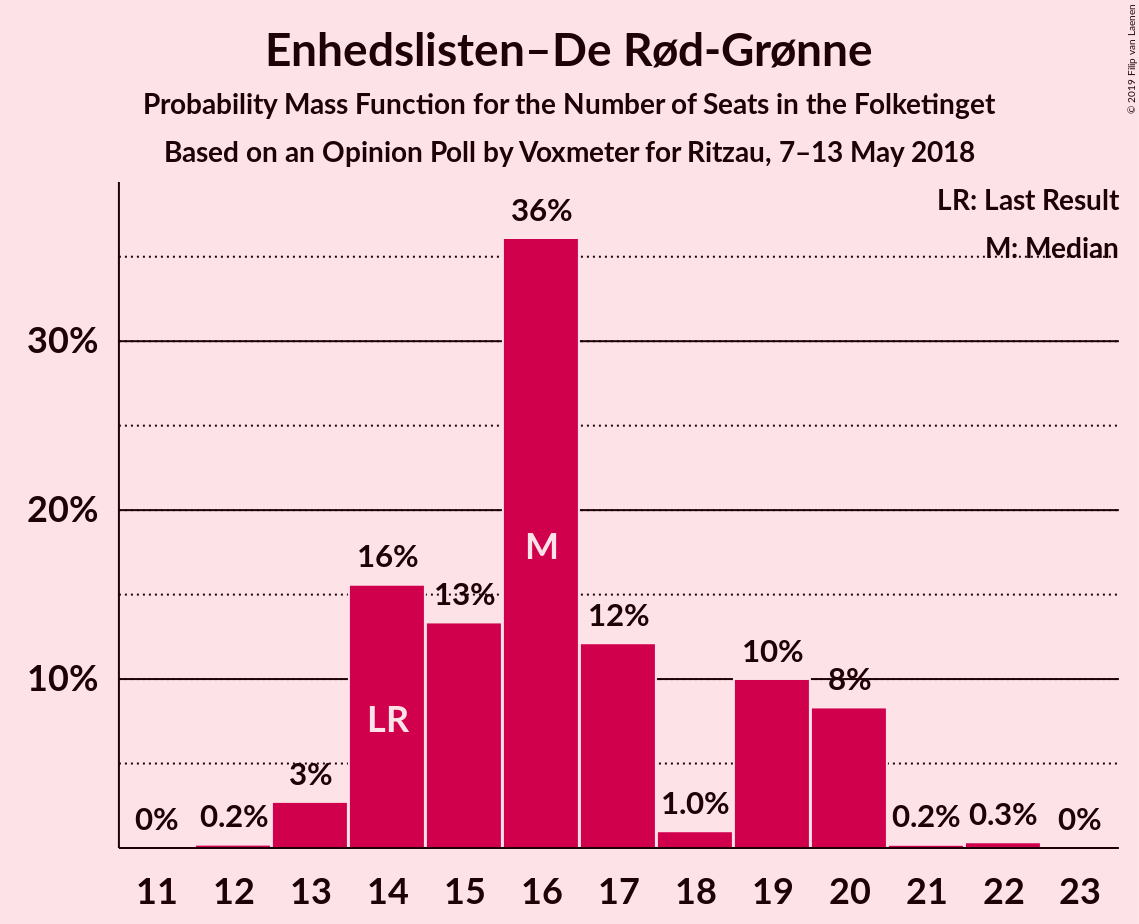 Enhedslisten–De Rød-Grønne
Probability Mass Function for the Number of Seats in the Folketinget
Based on an Opinion Poll by Voxmeter for Ritzau, 7–13 May 2018
© 2019 Filip van Laenen
LR: Last Result
M: Median
36%
30%
20%
M
16%
13%
12%
10%
10%
8%
LR
3%
0%
0.2%
1.0%
0.2%
0.3%
0%
11 12 13 14 15 16 17 18 19 20 21 22 23